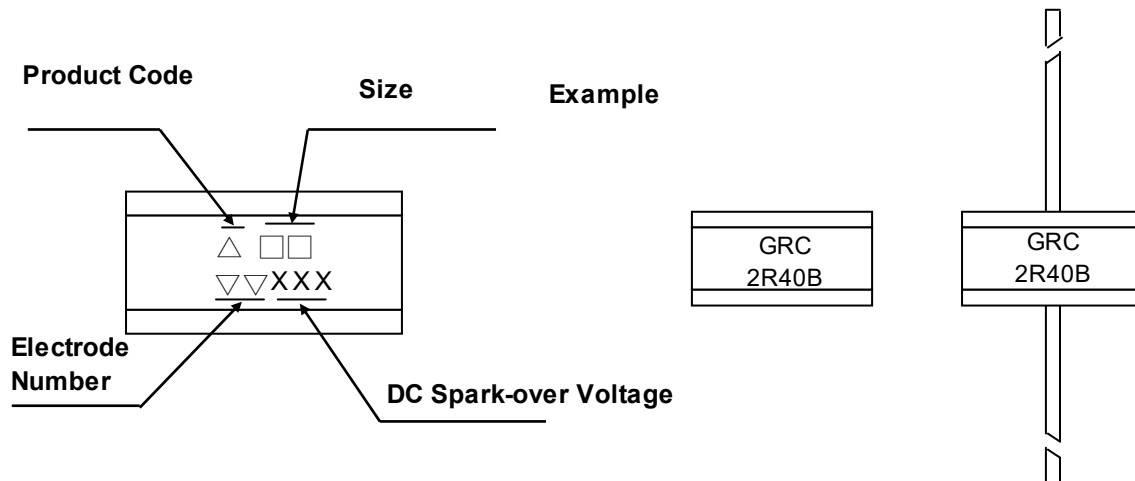 Product Code
Size
Example
△ □□
▽▽XXX
GRC
2R40B
GRC
2R40B
Electrode
Number
DC Spark-over Voltage